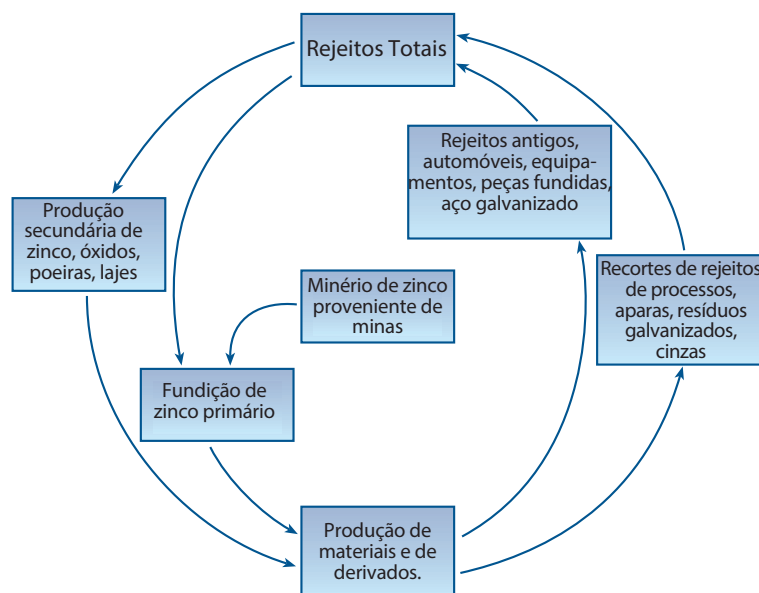 Rejeitos Totais
Rejeitos antigos,
automóveis, equipa-
mentos, peças fundidas,
aço galvanizado
Produção
secundária de
zinco, óxidos,
poeiras, lajes
Recortes de rejeitos
de processos,
aparas, resíduos
galvanizados,
cinzas
Minério de zinco
proveniente de
minas
Fundição de
zinco primário
Produção de
materiais e de
derivados.